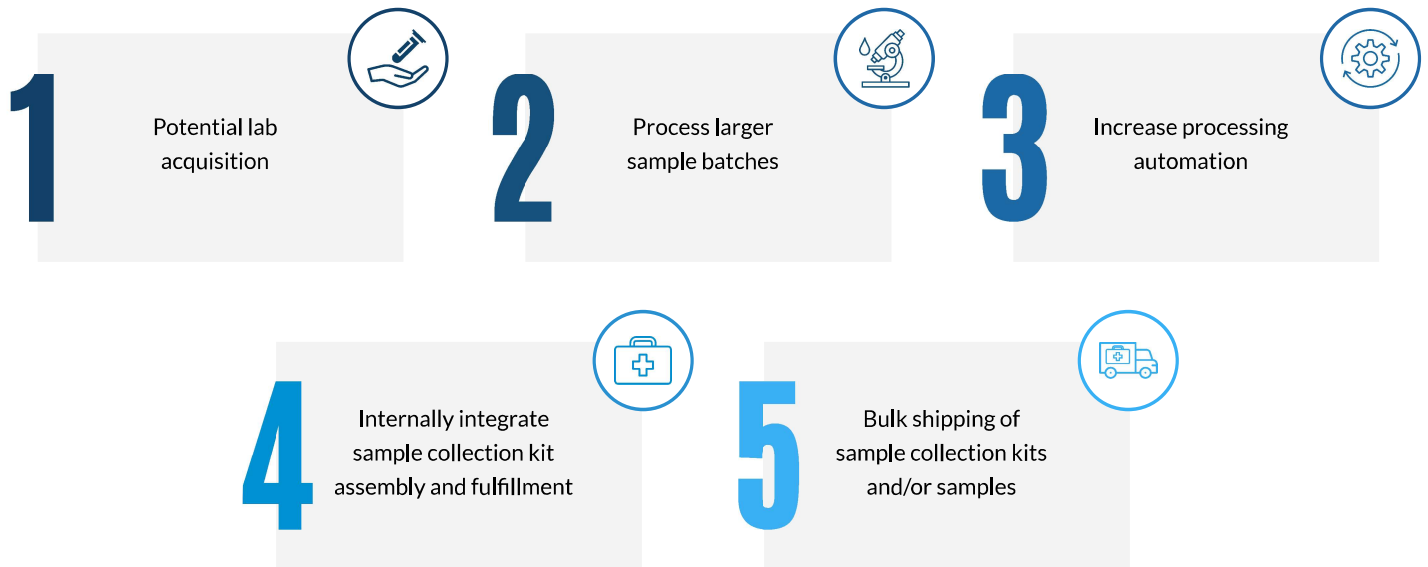 1
Potential lab
acquisition
2
Process larger
sample batches
3
Increase processing
automation
4
Internally integrate
sample collection kit
assembly and fulfillment
5
Bulk shipping of
sample collection kits
and/or samples